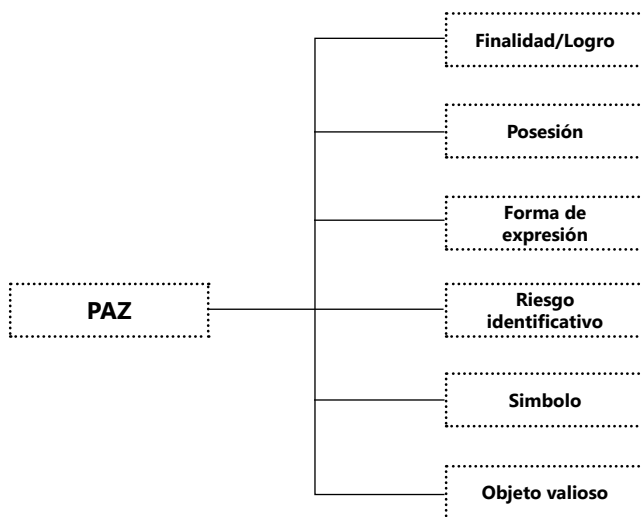 Finalidad/Logro
Posesión
Forma de
expresión
PAZ
Riesgo
identificativo
Simbolo
Objeto valioso